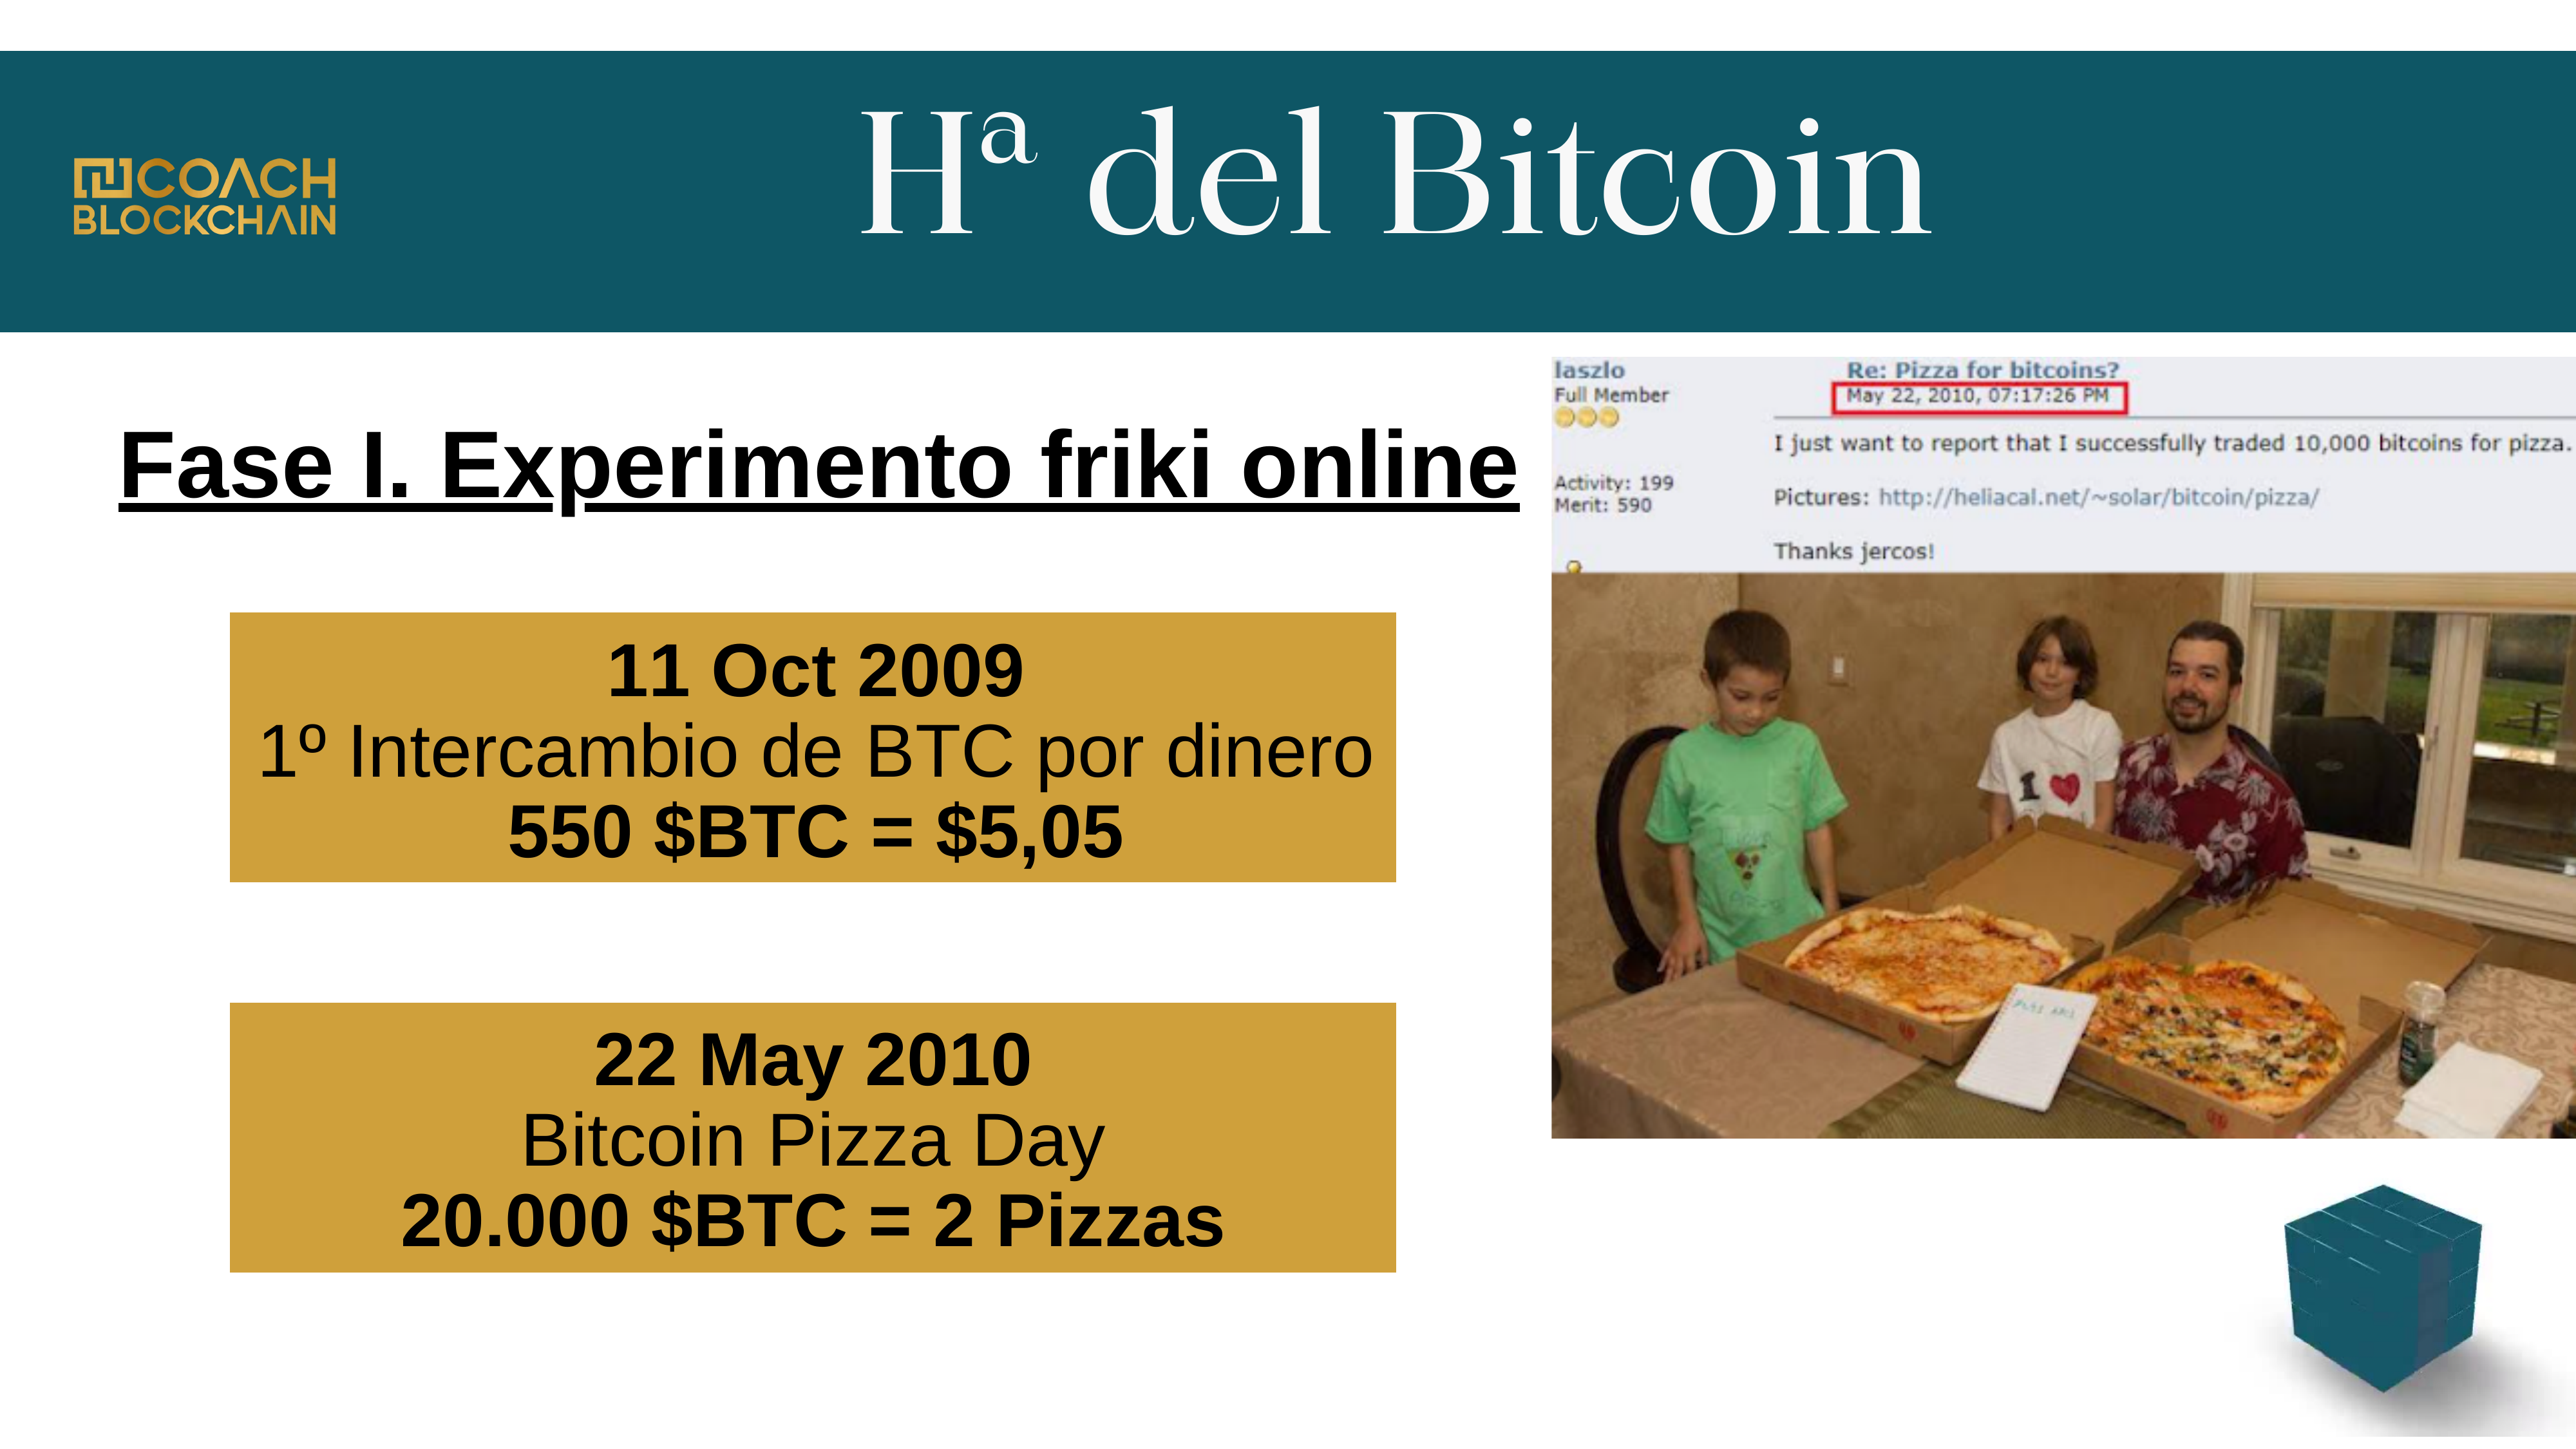 COACH
BLOCKCHAIN
Hª del Bitcoin
Fase I. Experimento friki online
11 Oct 2009
1º Intercambio de BTC por dinero
550 $BTC = $5,05
22 May 2010
Bitcoin Pizza Day
20.000 $BTC = 2 Pizzas
laszlo
Full Member
Activity: 199
Merit: 590
Re: Pizza for bitcoins?
May 22, 2010, 07:17:26 PM
I just want to report that I successfully traded 10,000 bitcoins for pizza.
Pictures: http://heliacal.net/~solar/bitcoin/pizza/
Thanks jercos!
I